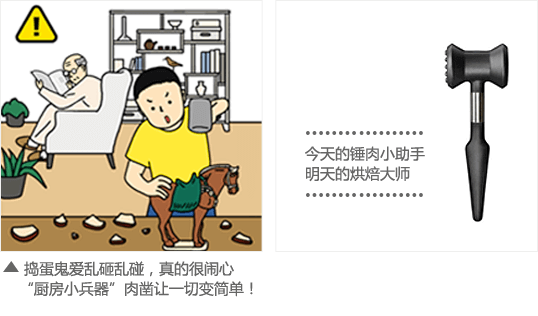 今天的锤肉小助手
明天的烘焙大师
捣蛋鬼爱乱砸乱碰，真的很闹心
“厨房小兵器”肉凿让一切变简单！